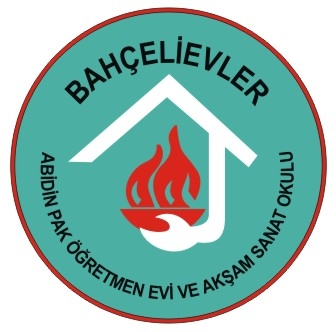 BAHÇELİEVLER
ABİDİN PAK ÖĞRETMEN EVİ VE AKŞAM SANAT OKULU